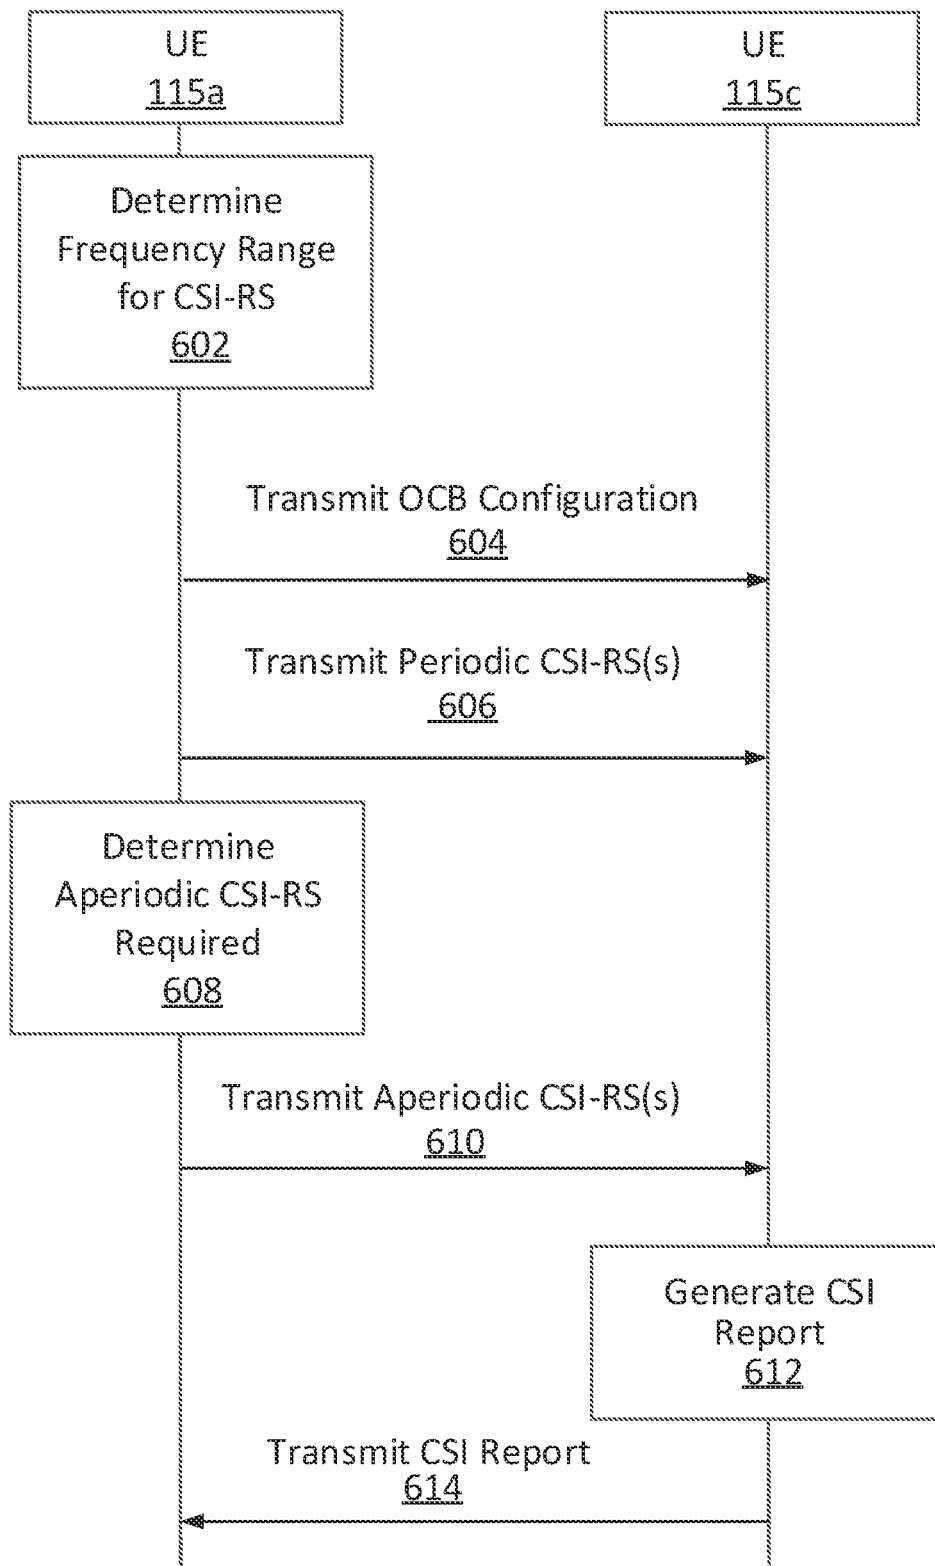 UE
115a
UE
115c
Determine
Frequency Range
for CSI-RS
602
Transmit OCB Configuration
604
Transmit Periodic CSI-RS(s)
606
Determine
Aperiodic CSI-RS
Required
608
Transmit Aperiodic CSI-RS(s)
610
Generate CSI
Report
612
Transmit CSI Report
614